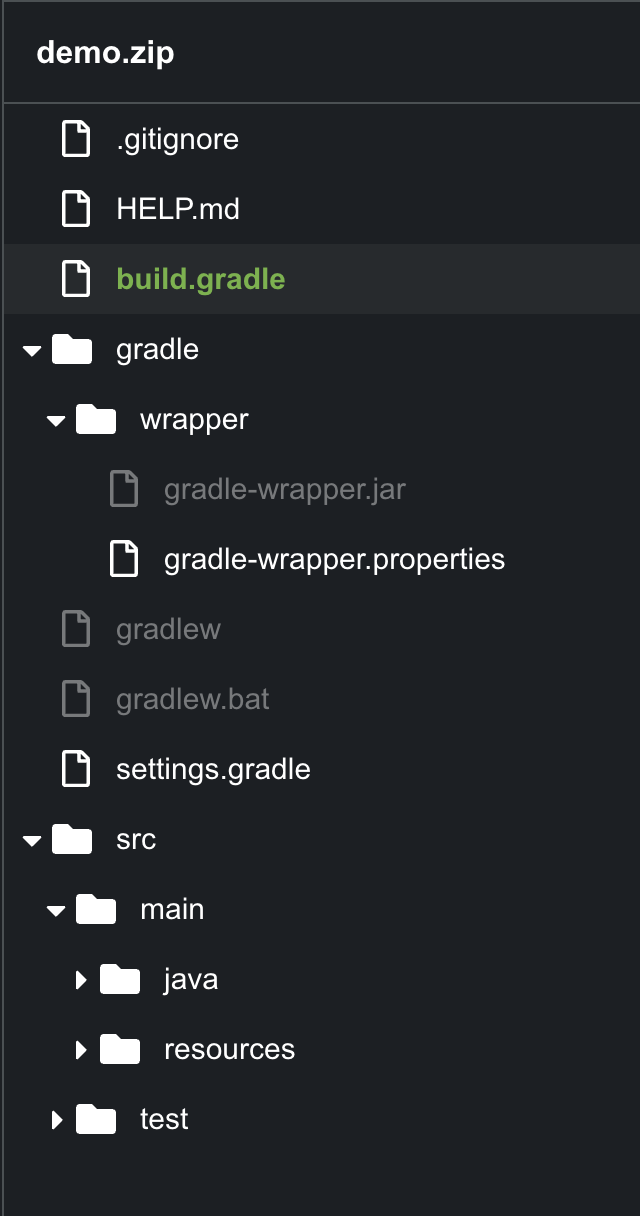 demo.zip
.gitignore
HELP.md
build.gradle
gradle
wrapper
gradle-wrapper.jar
gradle-wrapper.properties
gradlew
gradlew.bat
settings.gradle
src
main
java
resources
test